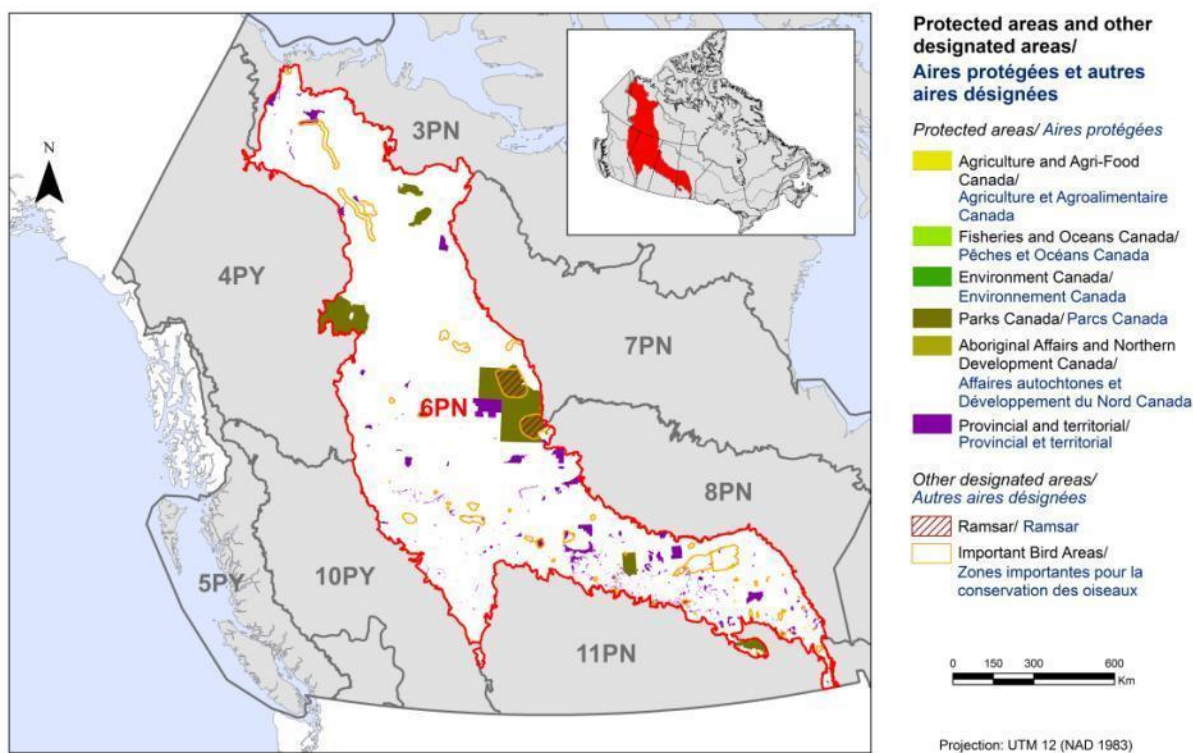 N
3PN
4PY
7PN
6PN
8PN
5PY
10PY
11PN
Protected areas and other
designated areas/
Aires protégées et autres
aires désignées
Protected areas/ Aires protégées
Agriculture and Agri-Food
Canada/
Agriculture et Agroalimentaire
Canada
Fisheries and Oceans Canada/
Pêches et Océans Canada
Environment Canada/
Environnement Canada
Parks Canada/ Parcs Canada
Aboriginal Affairs and Northern
Development Canada/
Affaires autochtones et
Développement du Nord Canada
Provincial and territorial/
Provincial et territorial
Other designated areas/
Autres aires désignées
Ramsar/ Ramsar
Important Bird Areas/
Zones importantes pour la
conservation des oiseaux
0 150 300 600
Km
Projection: UTM 12 (NAD 1983)